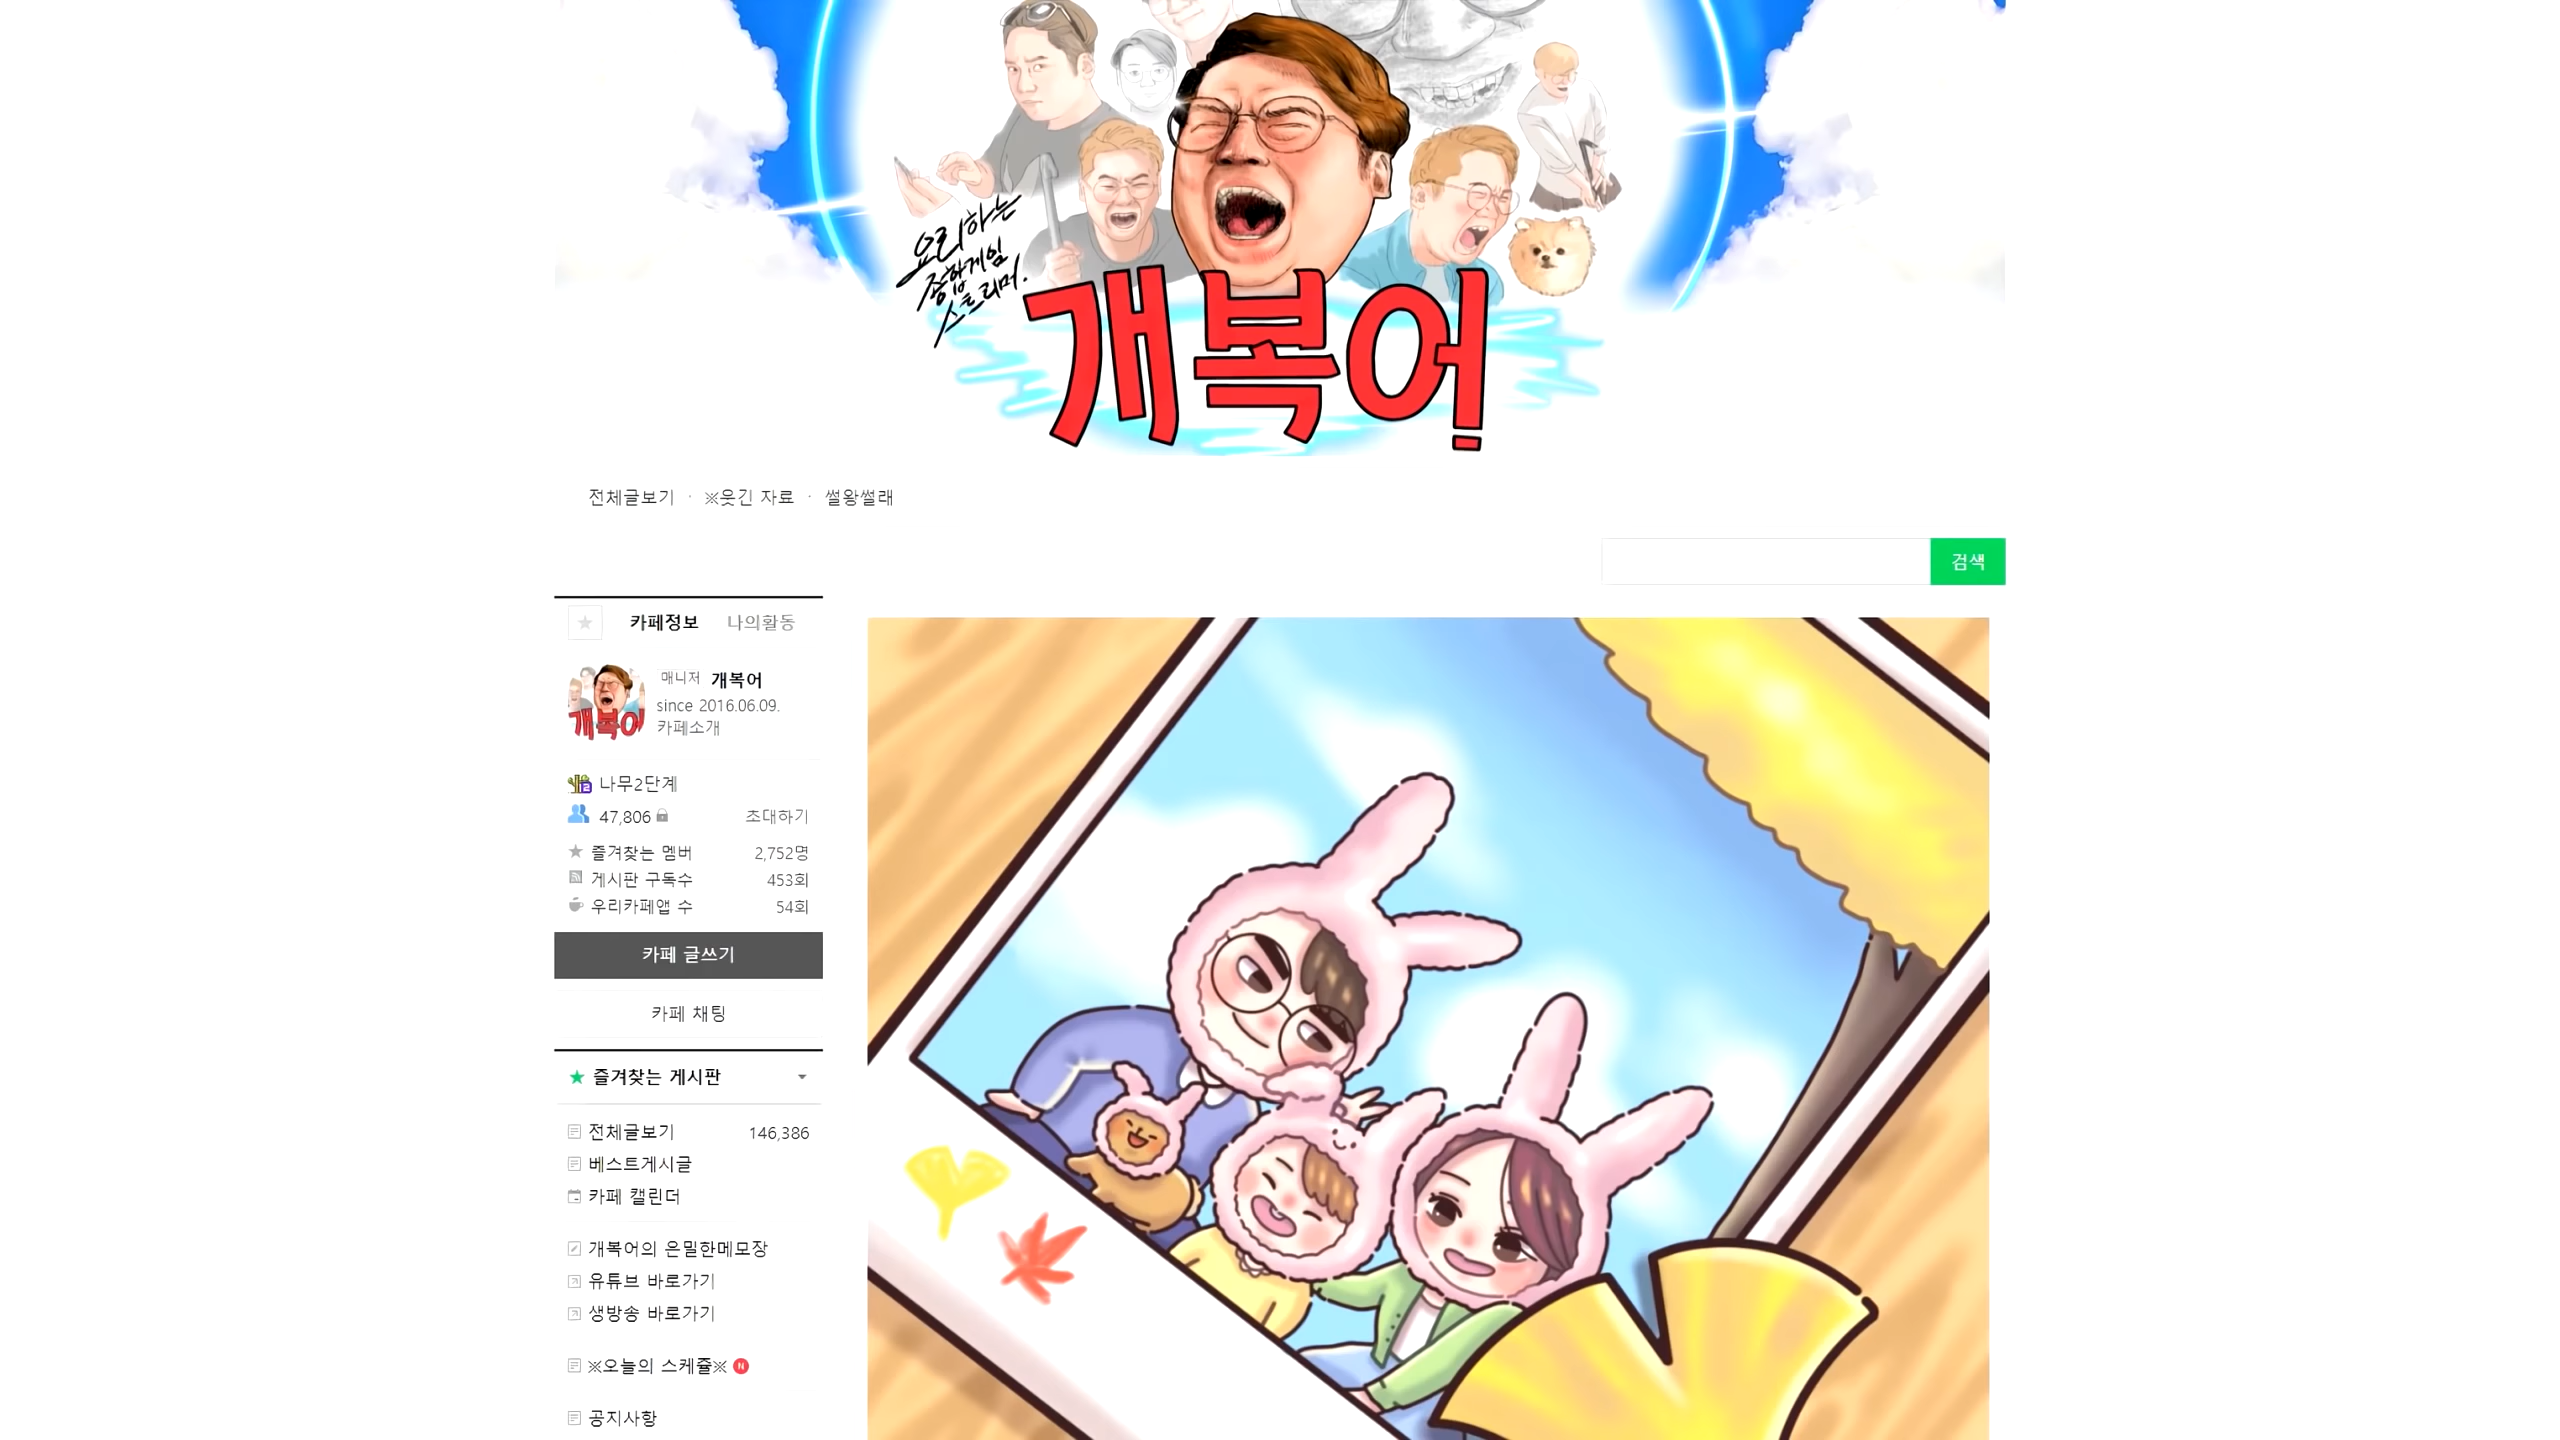 요리하는
종합게임
스트리머.
개복어
전체글보기 · ※웃긴 자료 · 썰왕썰래
검색
카페정보 나의활동
매니저 개복어
since 2016.06.09.
카페소개
개복어
나무2단계
47,806 초대하기
즐겨찾는 멤버 2,752명
게시판 구독수 453회
우리카페앱 수 54회
카페 글쓰기
카페 채팅
즐겨찾는 게시판
전체글보기 146,386
베스트게시글
카페 캘린더
개복어의 은밀한메모장
유튜브 바로가기
생방송 바로가기
※오늘의 스케쥴※ N
공지사항